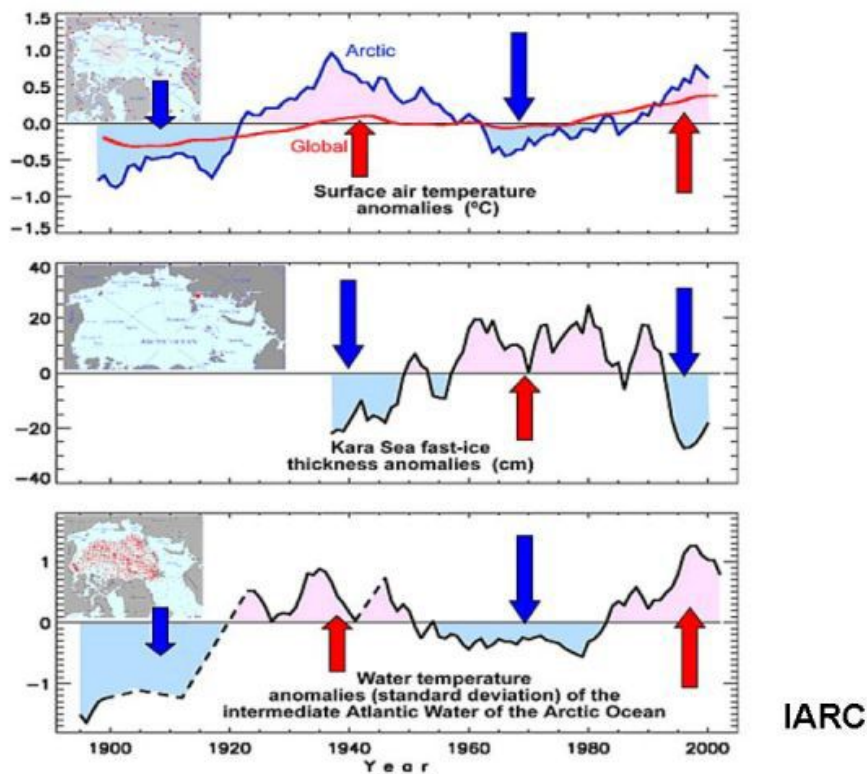 1.5
1.0
0.5
0.0
-0.5
-1.0
-1.5
Arctic
Global
Surface air temperature
anomalies (ºC)
40
20
0
-20
-40
Kara Sea fast-ice
thickness anomalies (cm)
1
0
-1
Water temperature
anomalies (standard deviation) of the
intermediate Atlantic Water of the Arctic Ocean
1900 1920 1940 1960 1980 2000
Year
IARC